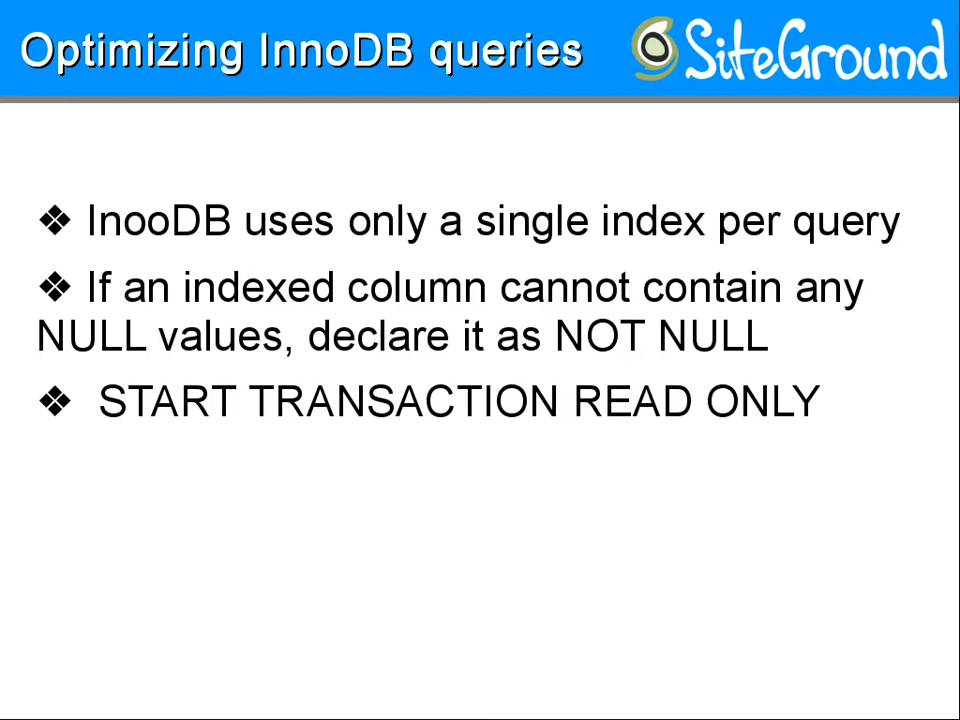 Optimizing InnoDB queries
SiteGround
❖ InooDB uses only a single index per query
❖ If an indexed column cannot contain any
NULL values, declare it as NOT NULL
❖ START TRANSACTION READ ONLY